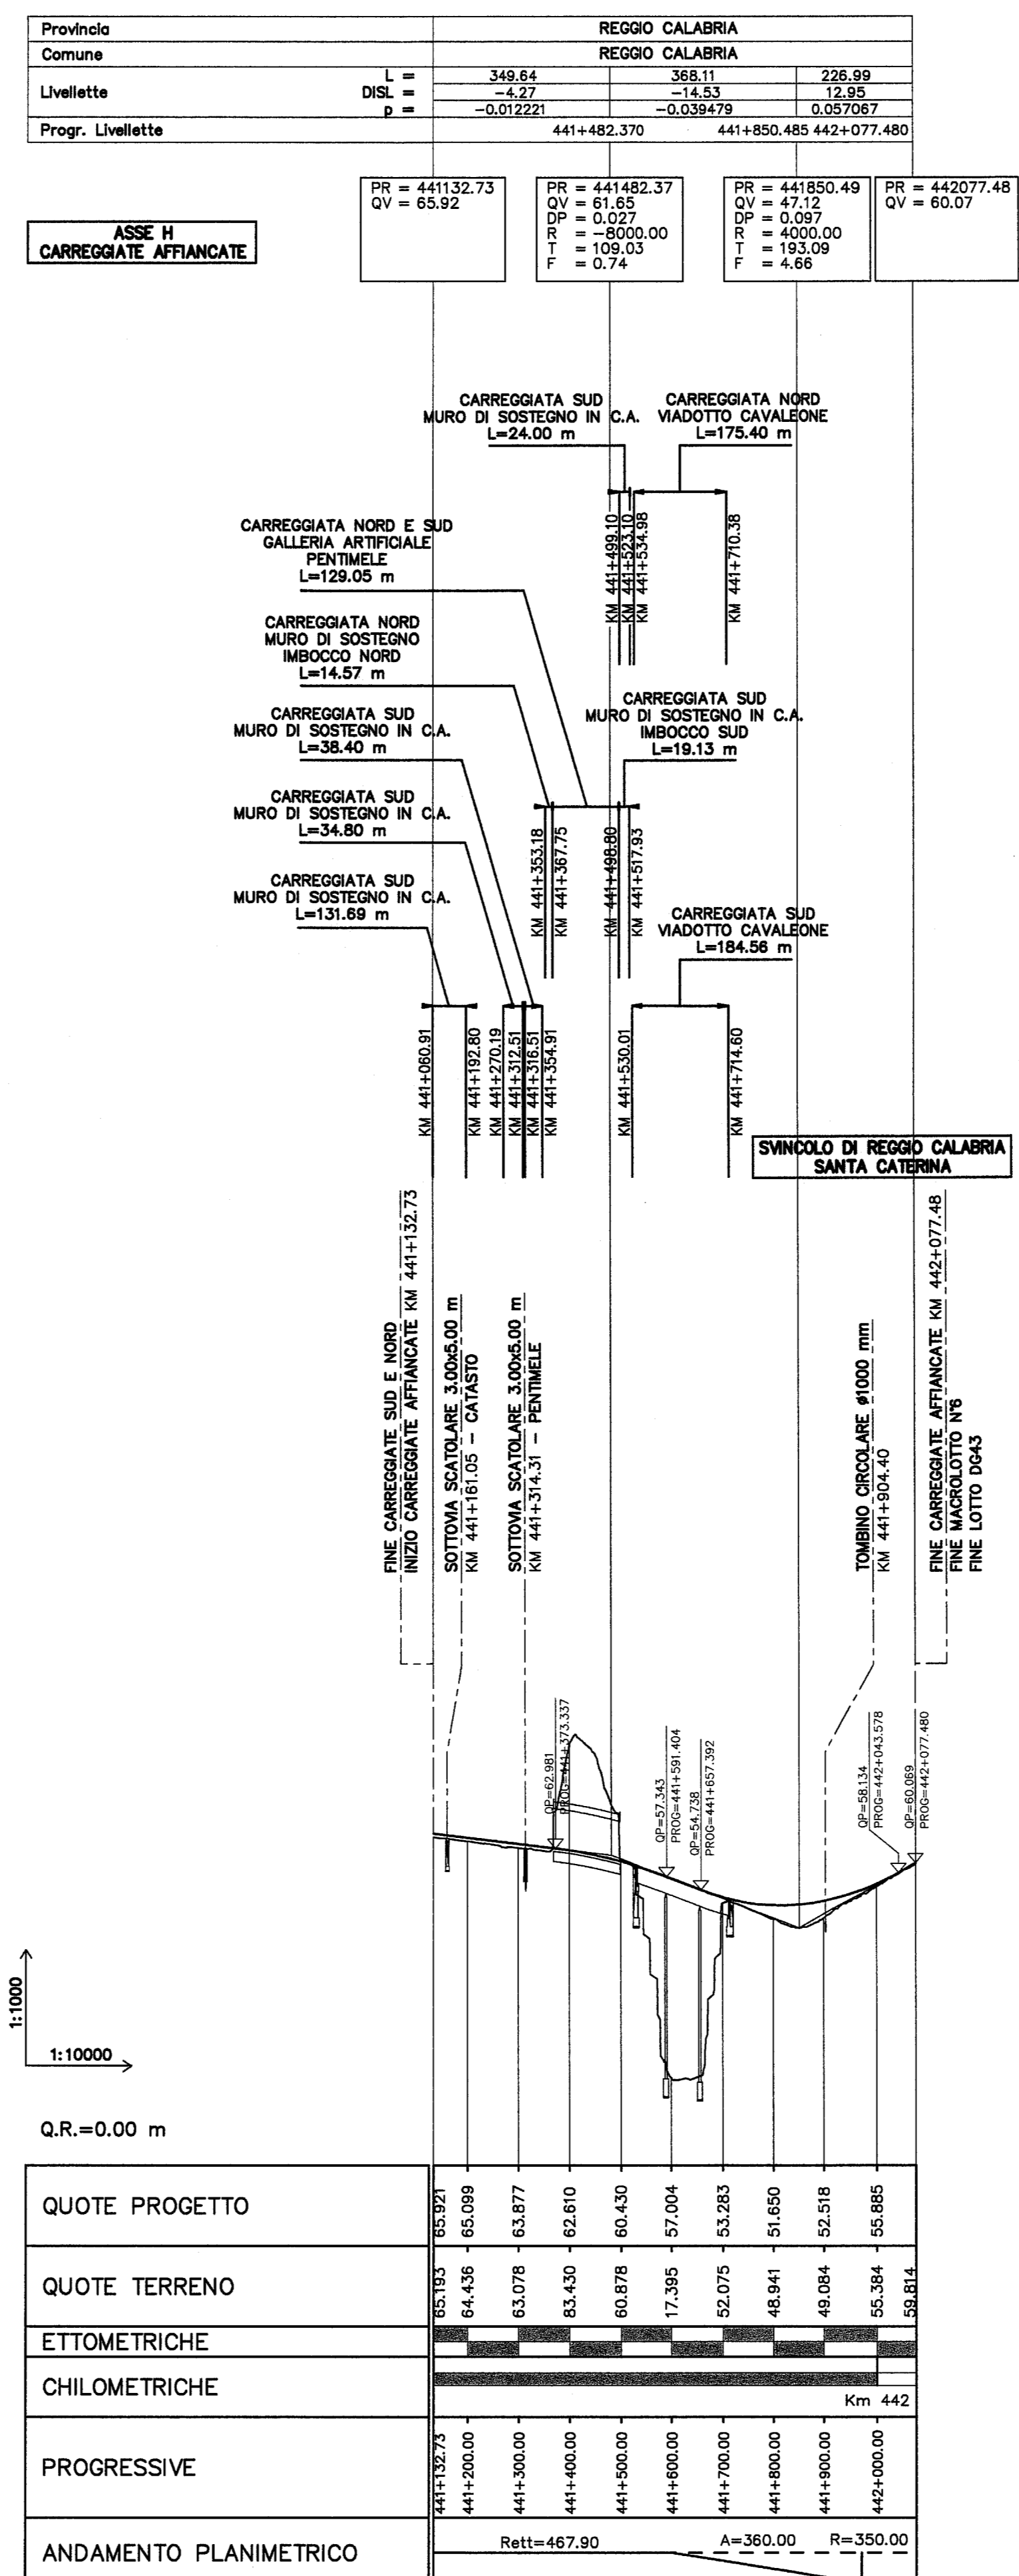 Provincia REGGIO CALABRIA
Comune REGGIO CALABRIA
Livellette
L = 349.64 368.11 226.99
DISL = -4.27 -14.53 12.95
p = -0.012221 -0.039479 0.057067
Progr. Livellette 441+482.370 441+850.485 442+077.480
PR = 441132.73
QV = 65.92
PR = 441482.37
QV = 61.65
DP = 0.027
R = -8000.00
T = 109.03
F = 0.74
PR = 441850.49
QV = 47.12
DP = 0.097
R = 4000.00
T = 193.09
F = 4.66
PR = 442077.48
QV = 60.07
ASSE H
CARREGGIATE AFFIANCATE
CARREGGIATA SUD
MURO DI SOSTEGNO IN C.A.
L=24.00 m
CARREGGIATA NORD
VIADOTTO CAVALEONE
L=175.40 m
KM 441+499.10
KM 441+523.10
KM 441+534.98
KM 441+710.38
CARREGGIATA NORD E SUD
GALLERIA ARTIFICIALE
PENTIMELE
L=129.05 m
CARREGGIATA NORD
MURO DI SOSTEGNO
IMBOCCO NORD
L=14.57 m
CARREGGIATA SUD
MURO DI SOSTEGNO IN C.A.
IMBOCCO SUD
L=19.13 m
CARREGGIATA SUD
MURO DI SOSTEGNO IN C.A.
L=38.40 m
CARREGGIATA SUD
MURO DI SOSTEGNO IN C.A.
L=34.80 m
KM 441+353.18
KM 441+367.75
KM 441+498.80
KM 441+517.93
CARREGGIATA SUD
MURO DI SOSTEGNO IN C.A.
L=131.69 m
CARREGGIATA SUD
VIADOTTO CAVALEONE
L=184.56 m
KM 441+060.91
KM 441+192.80
KM 441+270.19
KM 441+312.51
KM 441+316.51
KM 441+354.91
KM 441+530.01
KM 441+714.60
SVINCOLO DI REGGIO CALABRIA
SANTA CATERINA
FINE CARREGGIATE SUD E NORD
INIZIO CARREGGIATE AFFIANCATE KM 441+132.73
SOTTOVIA SCATOLARE 3.00x5.00 m
KM 441+161.05 - CATASTO
SOTTOVIA SCATOLARE 3.00x5.00 m
KM 441+314.31 - PENTIMELE
TOMBINO CIRCOLARE ø1000 mm
KM 441+904.40
FINE CARREGGIATE AFFIANCATE KM 442+077.48
FINE MACROLOTTO N°6
FINE LOTTO DG43
QP=62.981
PROG=441+373.337
QP=57.343
PROG=441+591.404
QP=54.738
PROG=441+657.392
QP=58.134
PROG=442+043.578
QP=60.069
PROG=442+077.480
1:1000
1:10000
Q.R.=0.00 m
QUOTE PROGETTO 65.921 65.099 63.877 62.610 60.430 57.004 53.283 51.650 52.518 55.885
QUOTE TERRENO 65.193 64.436 63.078 83.430 60.878 17.395 52.075 48.941 49.084 55.384 59.814
ETTOMETRICHE
CHILOMETRICHE
Km 442
PROGRESSIVE 441+132.73 441+200.00 441+300.00 441+400.00 441+500.00 441+600.00 441+700.00 441+800.00 441+900.00 442+000.00
ANDAMENTO PLANIMETRICO Rett=467.90 A=360.00 R=350.00